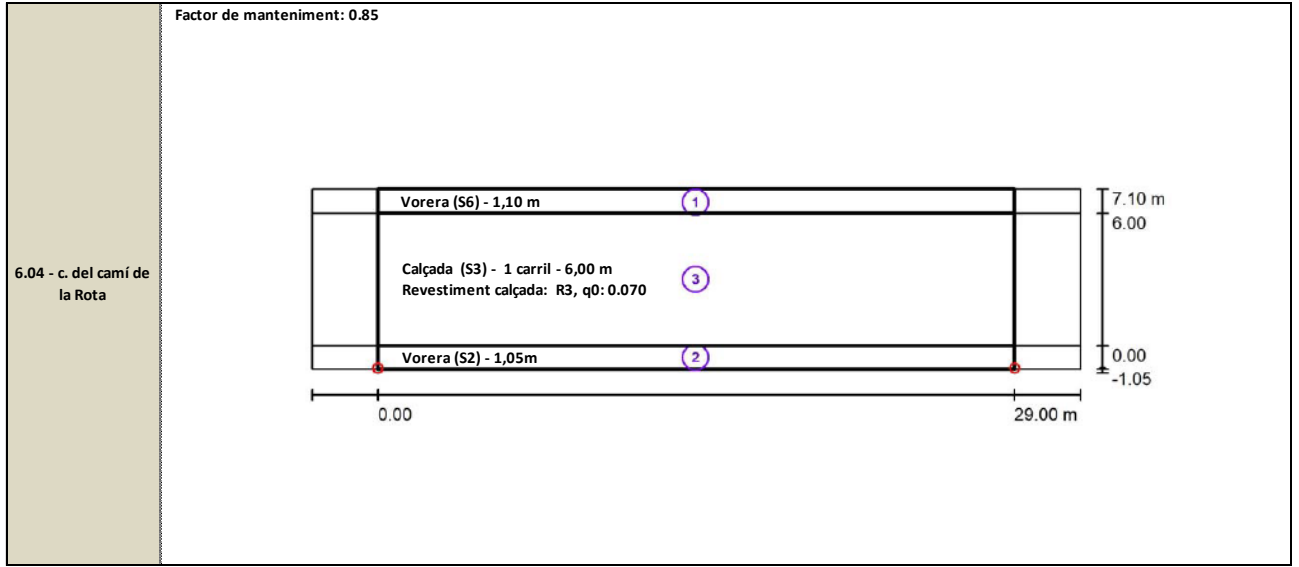 Factor de manteniment: 0.85
6.04 - c. del camí de
la Rota
Vorera (S6) - 1,10 m
1
7.10 m
6.00
Calçada (S3) - 1 carril - 6,00 m
Revestiment calçada: R3, q0: 0.070
3
Vorera (S2) - 1,05m
2
0.00
-1.05
0.00
29.00 m